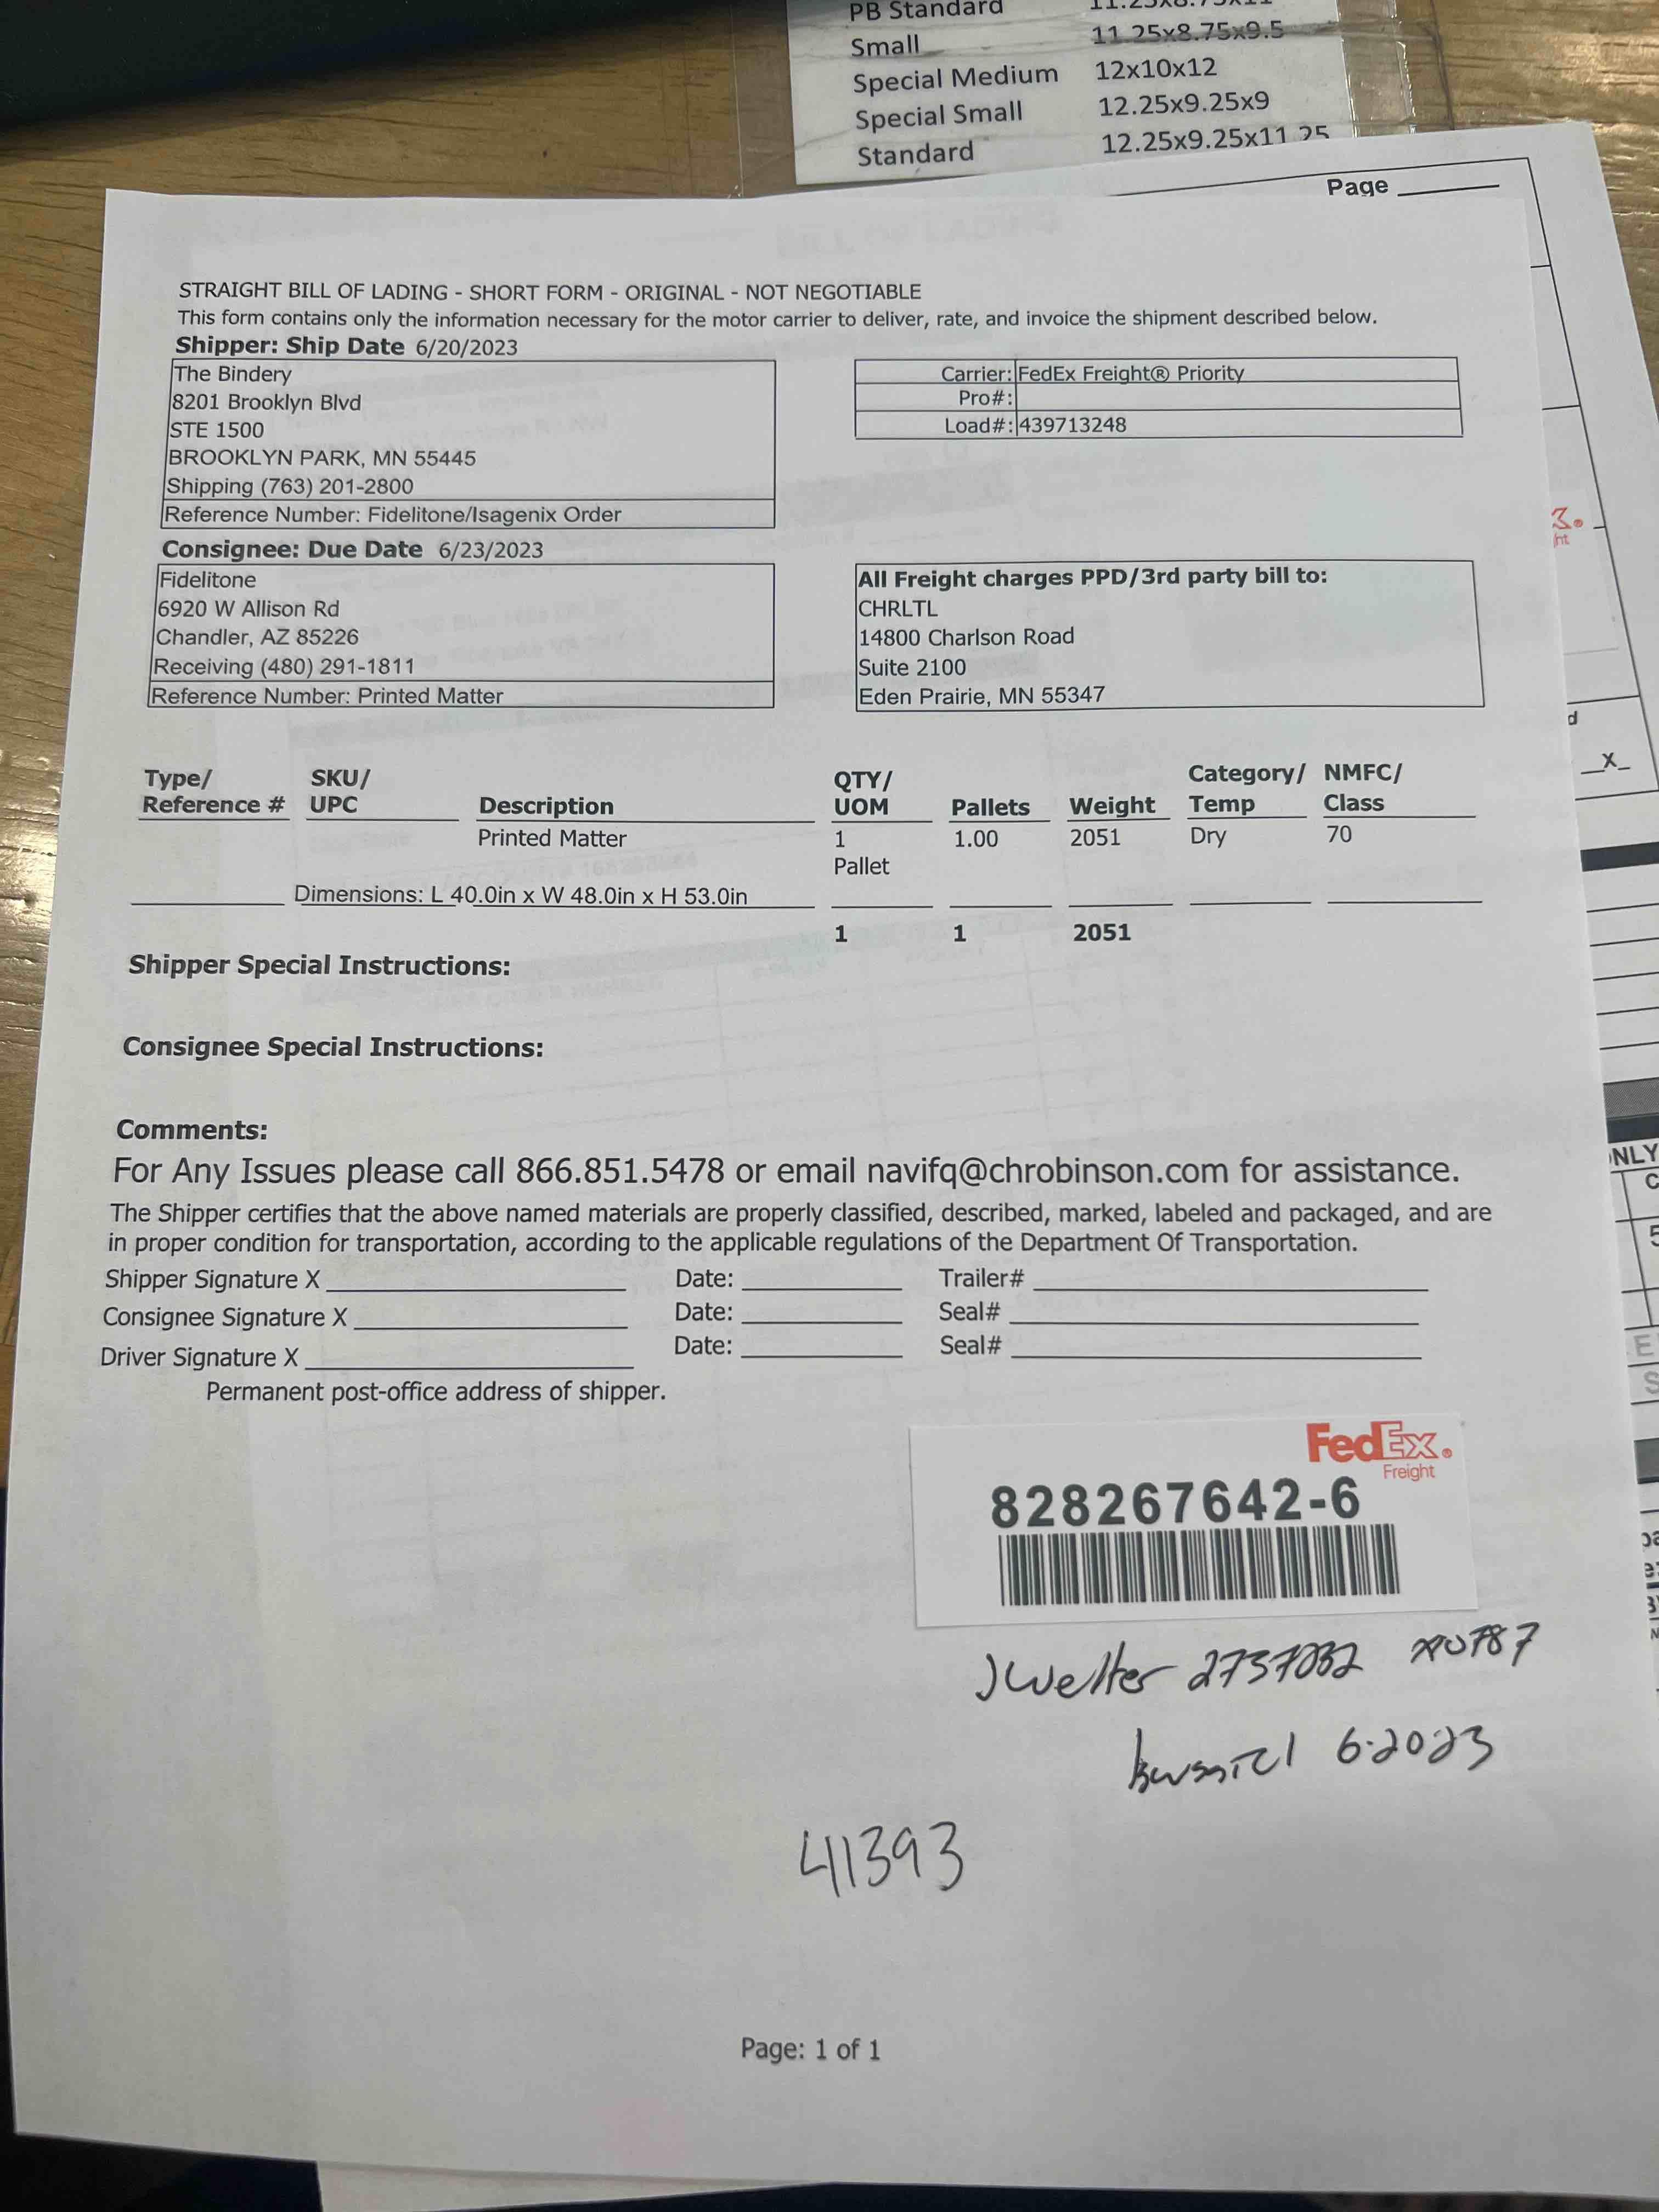 PB Standard
Small 11.25x8.75x9.5
Special Medium 12x10x12
Special Small 12.25x9.25x9
Standard 12.25x9.25x11.25
Page
STRAIGHT BILL OF LADING - SHORT FORM - ORIGINAL - NOT NEGOTIABLE
This form contains only the information necessary for the motor carrier to deliver, rate, and invoice the shipment described below.
Shipper: Ship Date 6/20/2023
The Bindery
8201 Brooklyn Blvd
STE 1500
BROOKLYN PARK, MN 55445
Shipping (763) 201-2800
Reference Number: Fidelitone/Isagenix Order
Carrier: FedEx Freight® Priority
Pro#:
Load#: 439713248
Consignee: Due Date 6/23/2023
Fidelitone
6920 W Allison Rd
Chandler, AZ 85226
Receiving (480) 291-1811
Reference Number: Printed Matter
All Freight charges PPD/3rd party bill to:
CHRLTL
14800 Charlson Road
Suite 2100
Eden Prairie, MN 55347
Type/ SKU/ QTY/ Category/ NMFC/
Reference # UPC Description UOM Pallets Weight Temp Class
Printed Matter 1 1.00 2051 Dry 70
Pallet
Dimensions: L 40.0in x W 48.0in x H 53.0in
1 1 2051
Shipper Special Instructions:
Consignee Special Instructions:
Comments:
For Any Issues please call 866.851.5478 or email navifq@chrobinson.com for assistance.
The Shipper certifies that the above named materials are properly classified, described, marked, labeled and packaged, and are
in proper condition for transportation, according to the applicable regulations of the Department Of Transportation.
Shipper Signature X Date: Trailer#
Consignee Signature X Date: Seal#
Driver Signature X Date: Seal#
Permanent post-office address of shipper.
FedEx®
Freight
828267642-6
JWelter
6-2023
41393
Page: 1 of 1